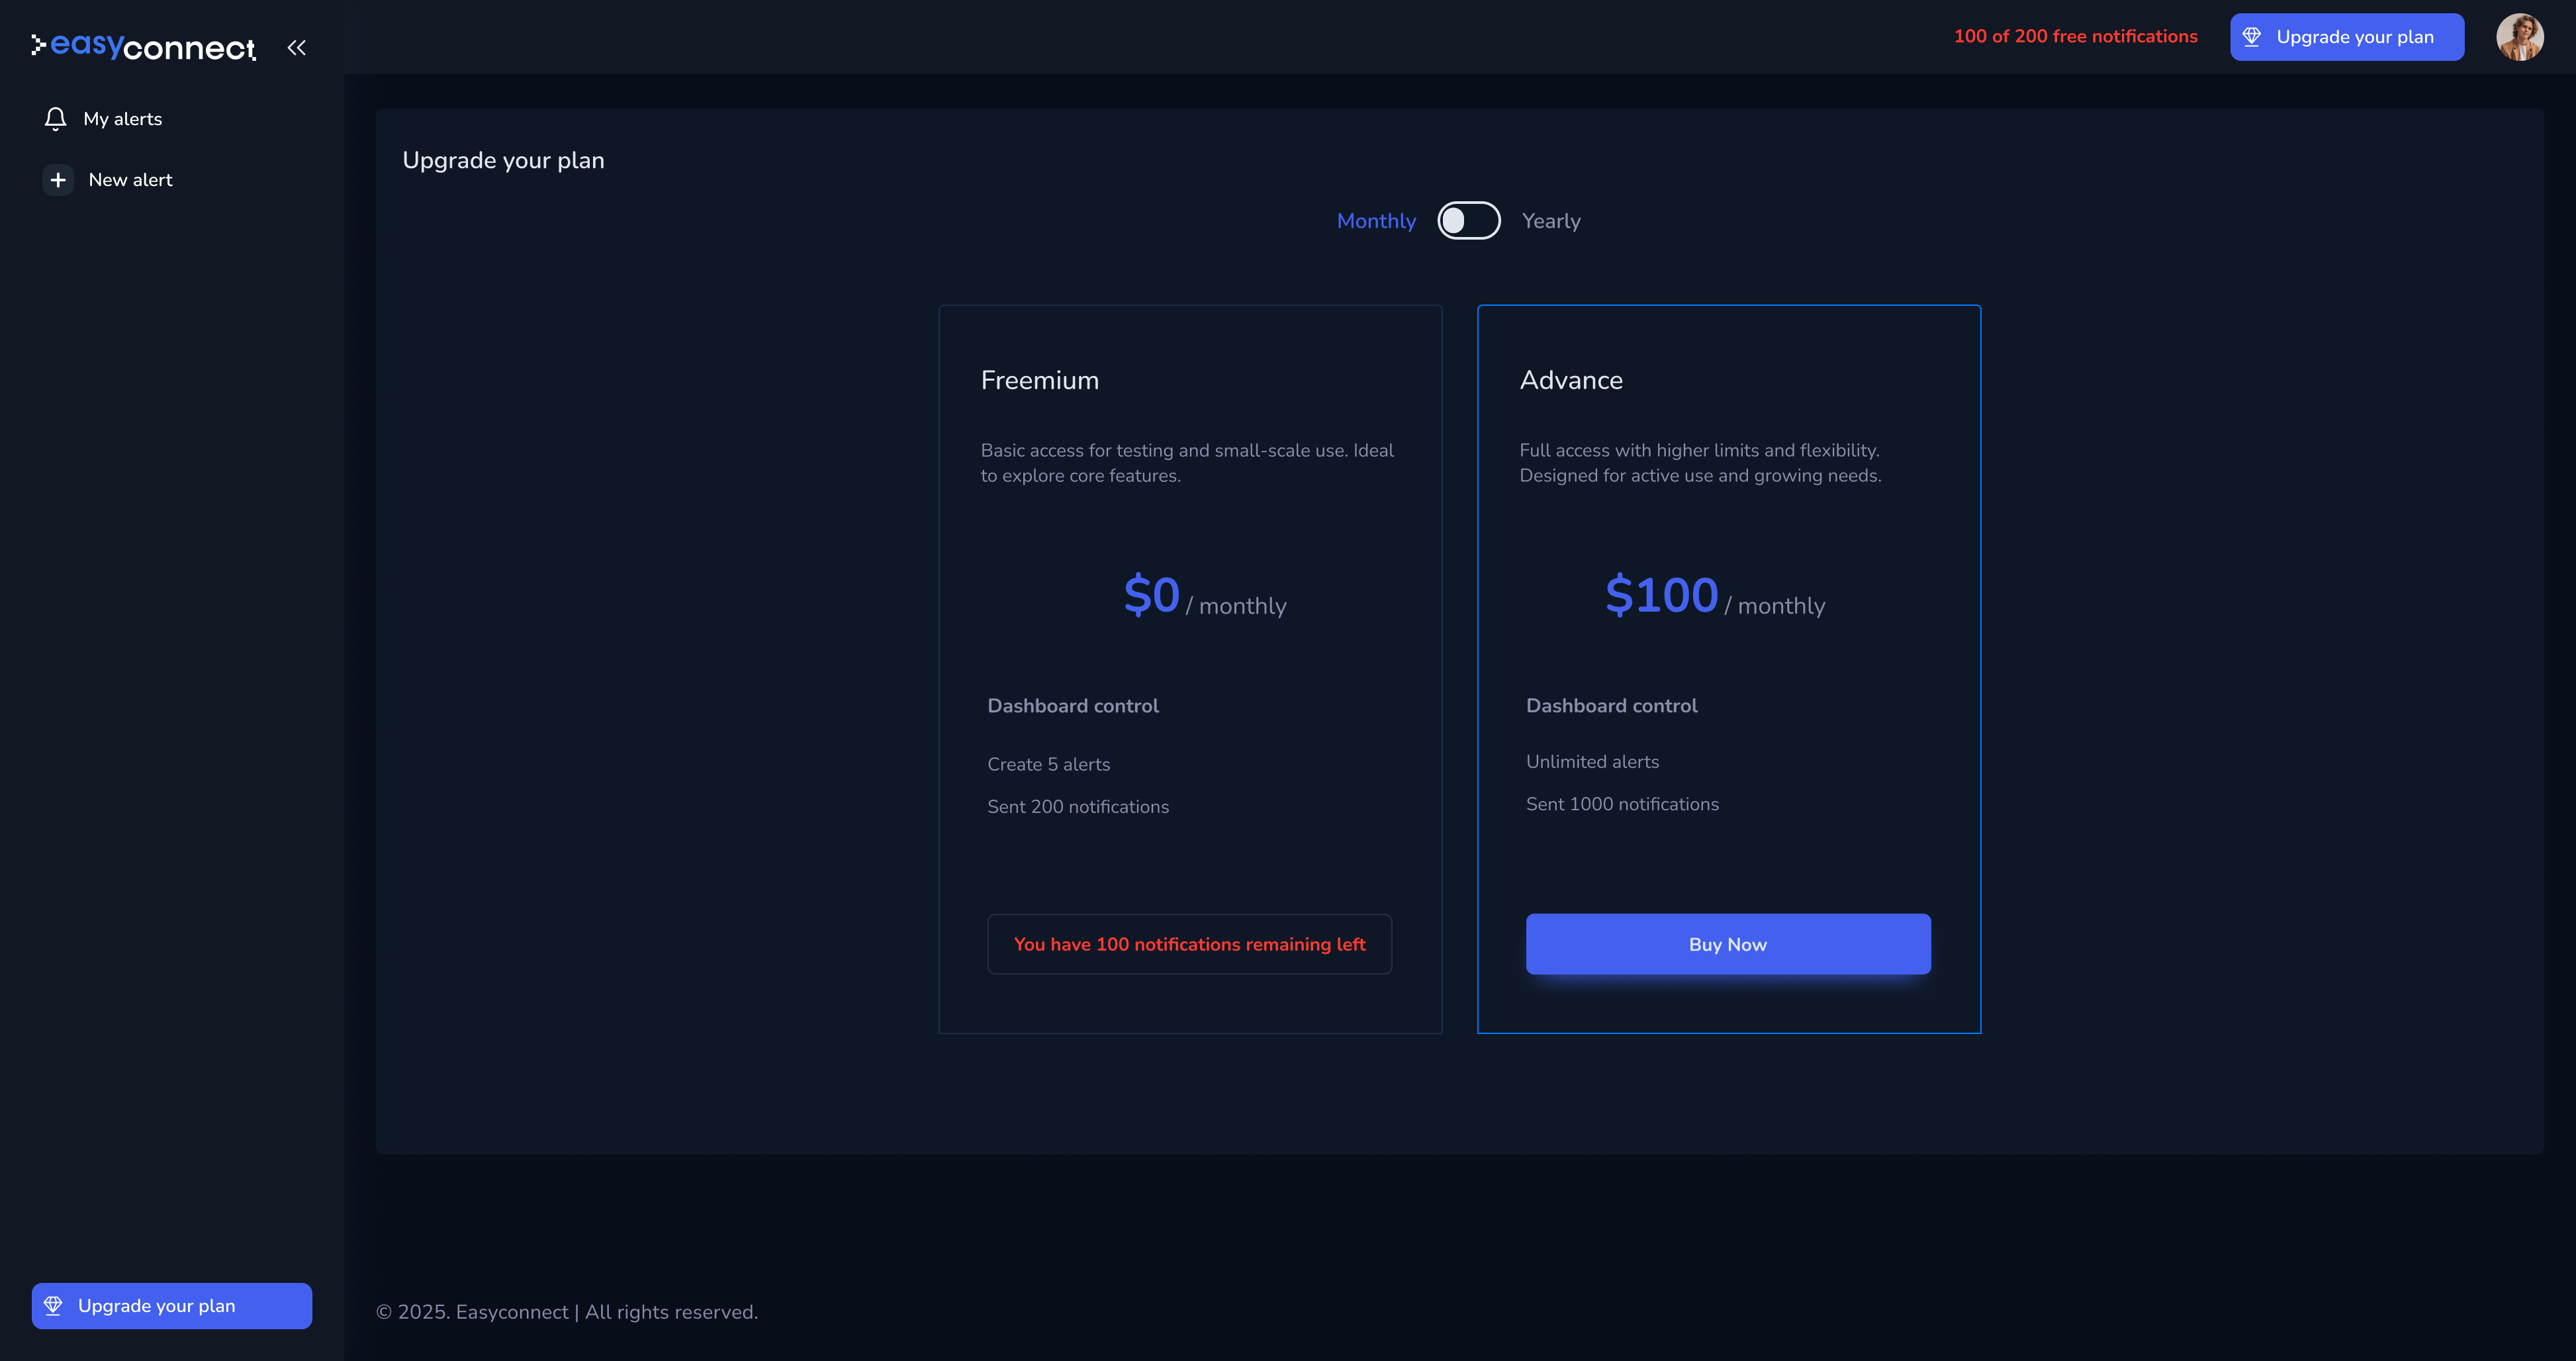 easyconnect
My alerts
New alert
Upgrade your plan
100 of 200 free notifications
Upgrade your plan
Upgrade your plan
Monthly
Yearly
Freemium
Basic access for testing and small-scale use. Ideal
to explore core features.
$0 / monthly
Dashboard control
Create 5 alerts
Sent 200 notifications
You have 100 notifications remaining left
Advance
Full access with higher limits and flexibility.
Designed for active use and growing needs.
$100 / monthly
Dashboard control
Unlimited alerts
Sent 1000 notifications
Buy Now
© 2025. Easyconnect | All rights reserved.